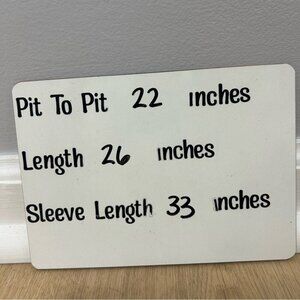 Pit To Pit 22 inches
Length 26 inches
Sleeve Length 33 inches